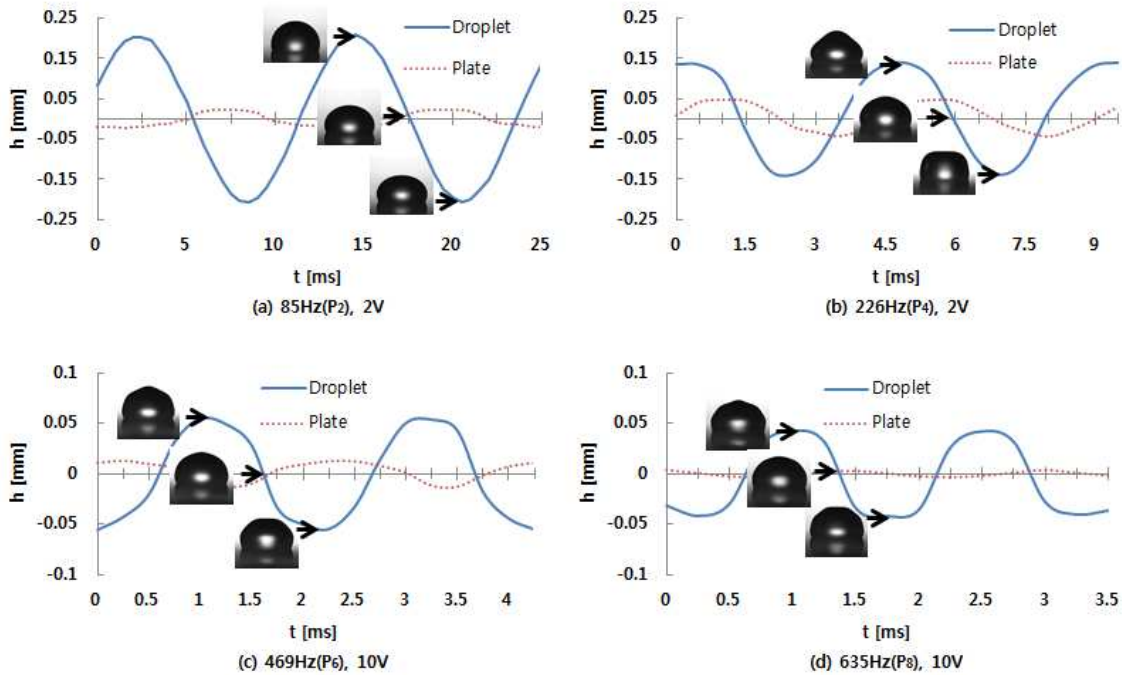 0.25
0.15
0.05
-0.05
-0.15
-0.25
h [mm]
Droplet
Plate
0 5 10 15 20 25
t [ms]
(a) 85Hz(P2), 2V
0.25
0.15
0.05
-0.05
-0.15
-0.25
h [mm]
Droplet
Plate
0 1.5 3 4.5 6 7.5 9
t [ms]
(b) 226Hz(P4), 2V
0.1
0.05
0
-0.05
-0.1
h [mm]
Droplet
Plate
0 0.5 1 1.5 2 2.5 3 3.5 4
t [ms]
(c) 469Hz(P6), 10V
0.1
0.05
0
-0.05
-0.1
h [mm]
Droplet
Plate
0 0.5 1 1.5 2 2.5 3 3.5
t [ms]
(d) 635Hz(P8), 10V